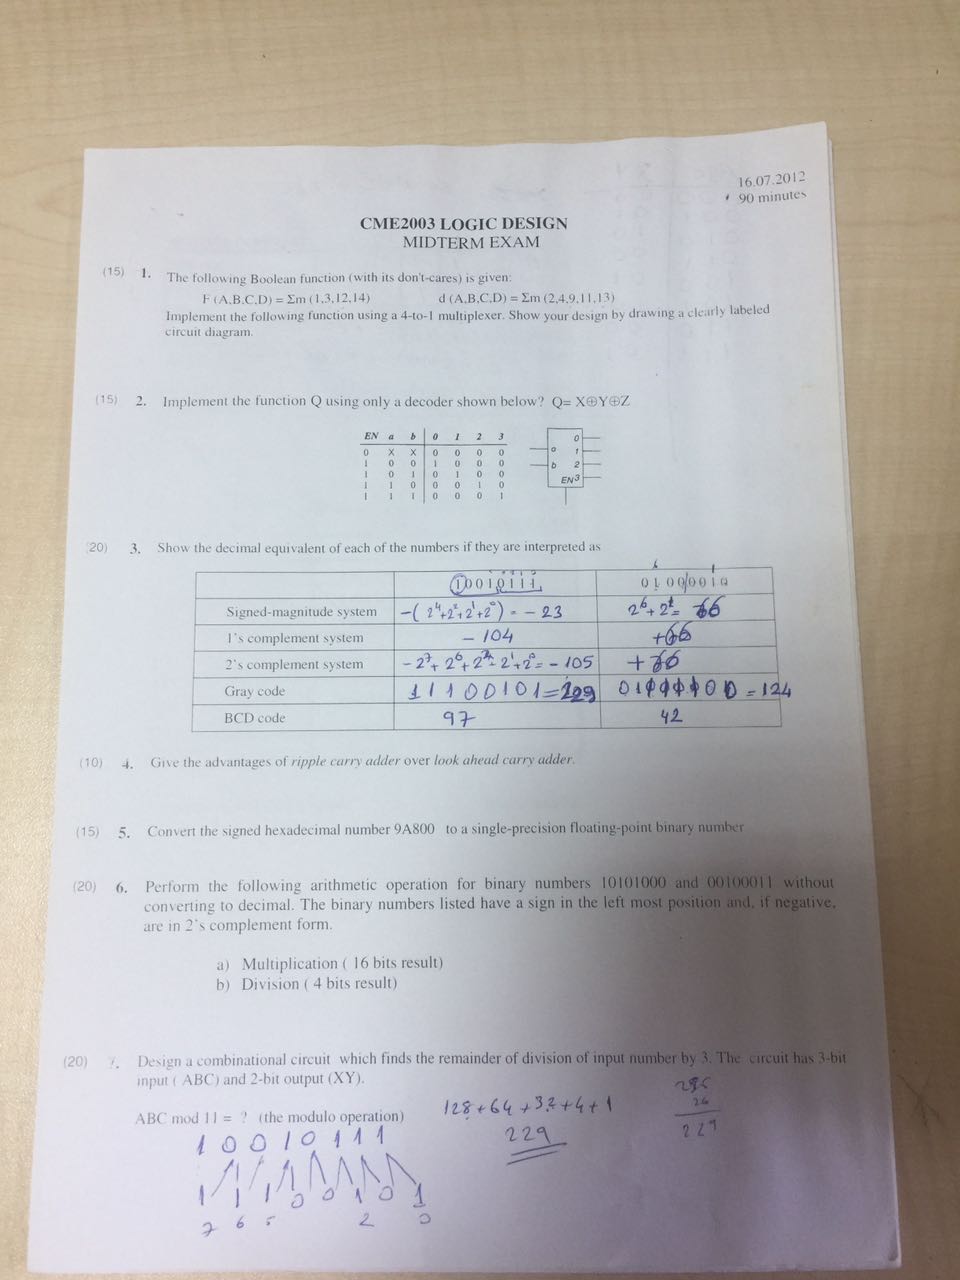 16.07.2012
90 minutes
CME2003 LOGIC DESIGN
MIDTERM EXAM
(15) 1. The following Boolean function (with its don't-cares) is given:
F (A,B,C,D) = Σm (1,3,12,14) d (A,B,C,D) = Σm (2,4,9,11,13)
Implement the following function using a 4-to-1 multiplexer. Show your design by drawing a clearly labeled
circuit diagram.
(15) 2. Implement the function Q using only a decoder shown below? Q= X⊕Y⊕Z
EN a b 0 1 2 3
0 X X 0 0 0 0
1 0 0 1 0 0 0
1 0 1 0 1 0 0
1 1 0 0 0 1 0
1 1 1 0 0 0 1
0
a 1
b 2
EN 3
(20) 3. Show the decimal equivalent of each of the numbers if they are interpreted as
6 1
10010111 01000010
Signed-magnitude system -(2^4+2^2+2^1+2^0) = -23 2^6+2^1= 66
1's complement system -104 +66
2's complement system -105 +66
Gray code 11100101=229 = 124
BCD code 97 42
(10) 4. Give the advantages of ripple carry adder over look ahead carry adder.
(15) 5. Convert the signed hexadecimal number 9A800 to a single-precision floating-point binary number
(20) 6. Perform the following arithmetic operation for binary numbers 10101000 and 00100011 without
converting to decimal. The binary numbers listed have a sign in the left most position and, if negative,
are in 2's complement form.
a) Multiplication ( 16 bits result)
b) Division ( 4 bits result)
(20) 7. Design a combinational circuit which finds the remainder of division of input number by 3. The circuit has 3-bit
input ( ABC) and 2-bit output (XY).
ABC mod 11 = ? (the modulo operation)
128+64+32+4+1
229
26
229
1 0 0 1 0 1 1 1
1 1 1 0 0 1 0 1
7 6 5 2 0